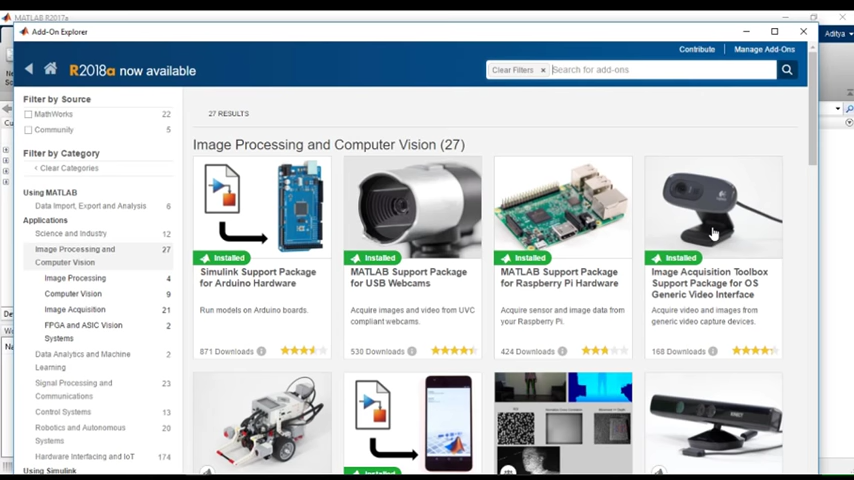 MATLAB R2017a
Add-On Explorer
Aditya
Contribute
Manage Add-Ons
R2018a now available
Clear Filters ×
Search for add-ons
Filter by Source
MathWorks 22
Community 5
Filter by Category
‹ Clear Categories
Using MATLAB
Data Import, Export and Analysis 6
Applications
Science and Industry 12
Image Processing and 27
Computer Vision
Image Processing 4
Computer Vision 9
Image Acquisition 21
FPGA and ASIC Vision 2
Systems
Data Analytics and Machine 2
Learning
Signal Processing and 23
Communications
Control Systems 13
Robotics and Autonomous 20
Systems
Hardware Interfacing and IoT 174
Using Simulink
27 RESULTS
Image Processing and Computer Vision (27)
Installed
Simulink Support Package
for Arduino Hardware
Run models on Arduino boards.
871 Downloads
Installed
MATLAB Support Package
for USB Webcams
Acquire images and video from UVC
compliant webcams.
530 Downloads
Installed
MATLAB Support Package
for Raspberry Pi Hardware
Acquire sensor and image data from
your Raspberry Pi.
424 Downloads
Installed
Image Acquisition Toolbox
Support Package for OS
Generic Video Interface
Acquire video and images from
generic video capture devices.
168 Downloads
Installed